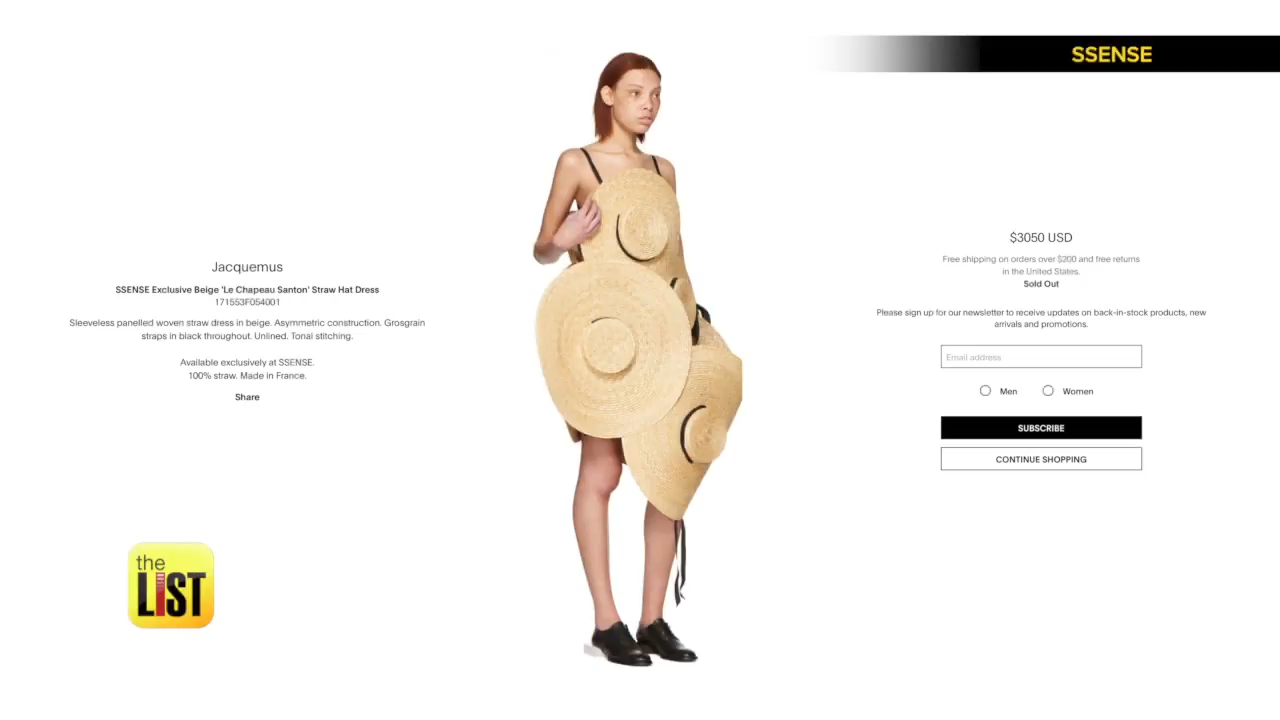 SSENSE
Jacquemus
SSENSE Exclusive Beige 'Le Chapeau Santon' Straw Hat Dress
171553F054001
Sleeveless panelled woven straw dress in beige. Asymmetric construction. Grosgrain
straps in black throughout. Unlined. Tonal stitching.
Available exclusively at SSENSE.
100% straw. Made in France.
Share
$3050 USD
Free shipping on orders over $200 and free returns
in the United States.
Sold Out
Please sign up for our newsletter to receive updates on back-in-stock products, new
arrivals and promotions.
Email address
Men Women
SUBSCRIBE
CONTINUE SHOPPING
the
LIST